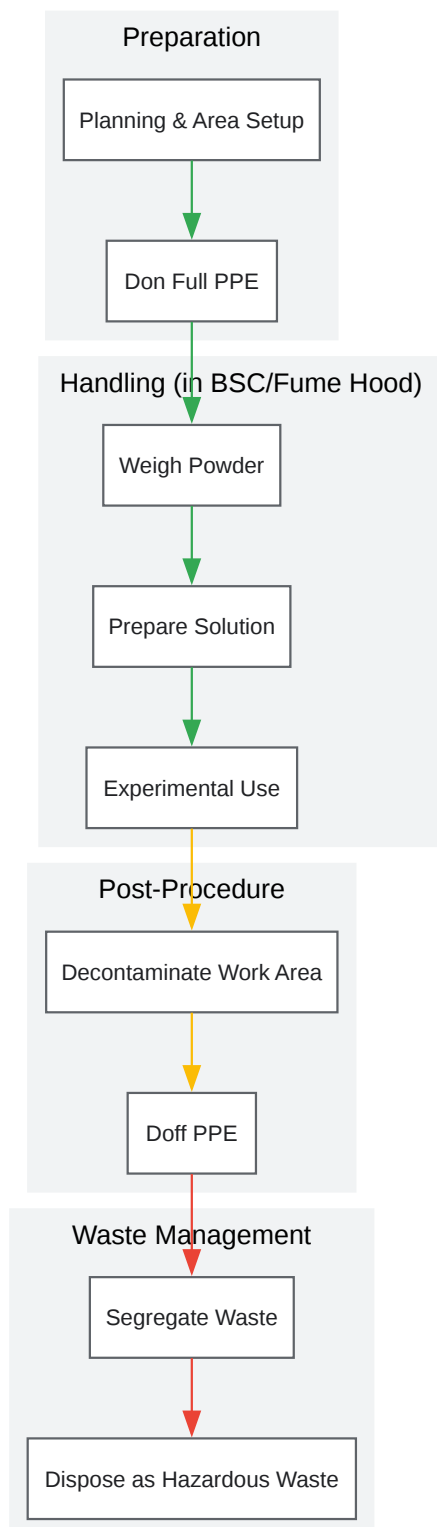 Preparation
Planning & Area Setup
Don Full PPE
Handling (in BSC/Fume Hood)
Weigh Powder
Prepare Solution
Experimental Use
Post-Procedure
Decontaminate Work Area
Doff PPE
Waste Management
Segregate Waste
Dispose as Hazardous Waste